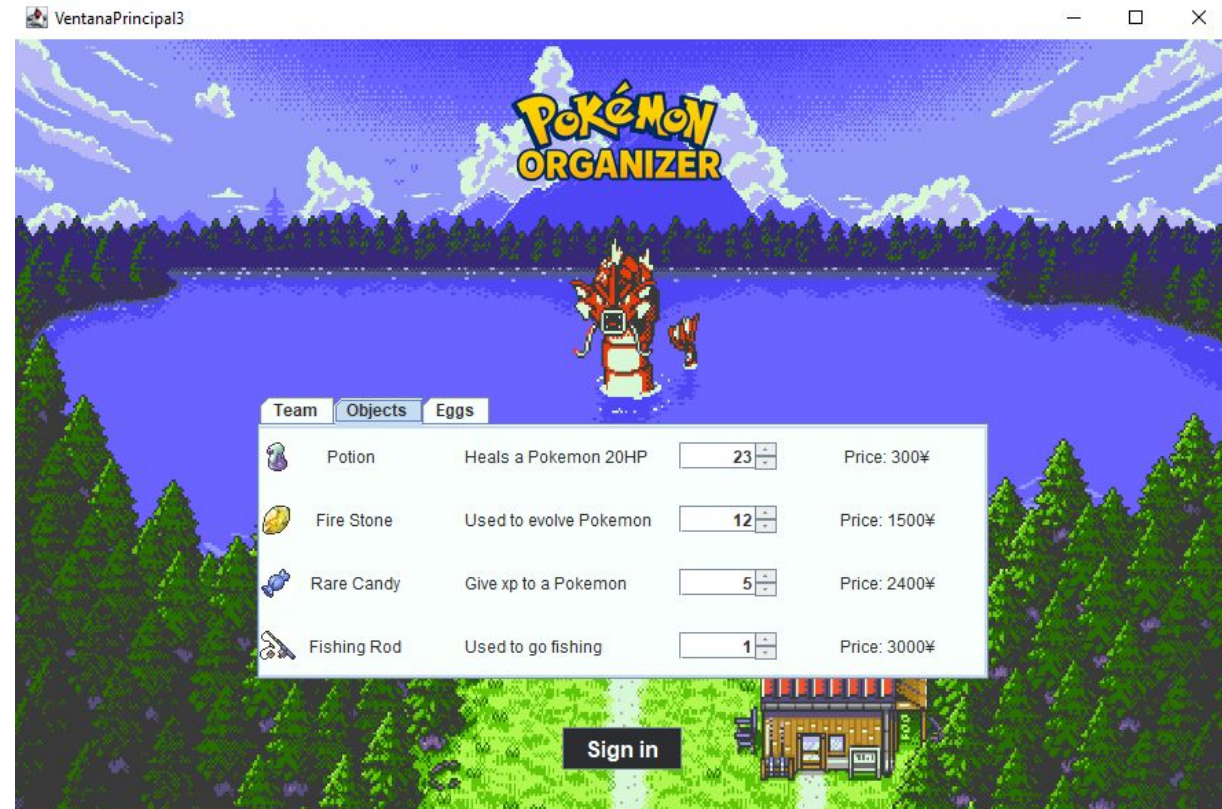 VentanaPrincipal3
POKÉMON
ORGANIZER
Team Objects Eggs
Potion Heals a Pokemon 20HP 23 Price: 300¥
Fire Stone Used to evolve Pokemon 12 Price: 1500¥
Rare Candy Give xp to a Pokemon 5 Price: 2400¥
Fishing Rod Used to go fishing 1 Price: 3000¥
Sign in